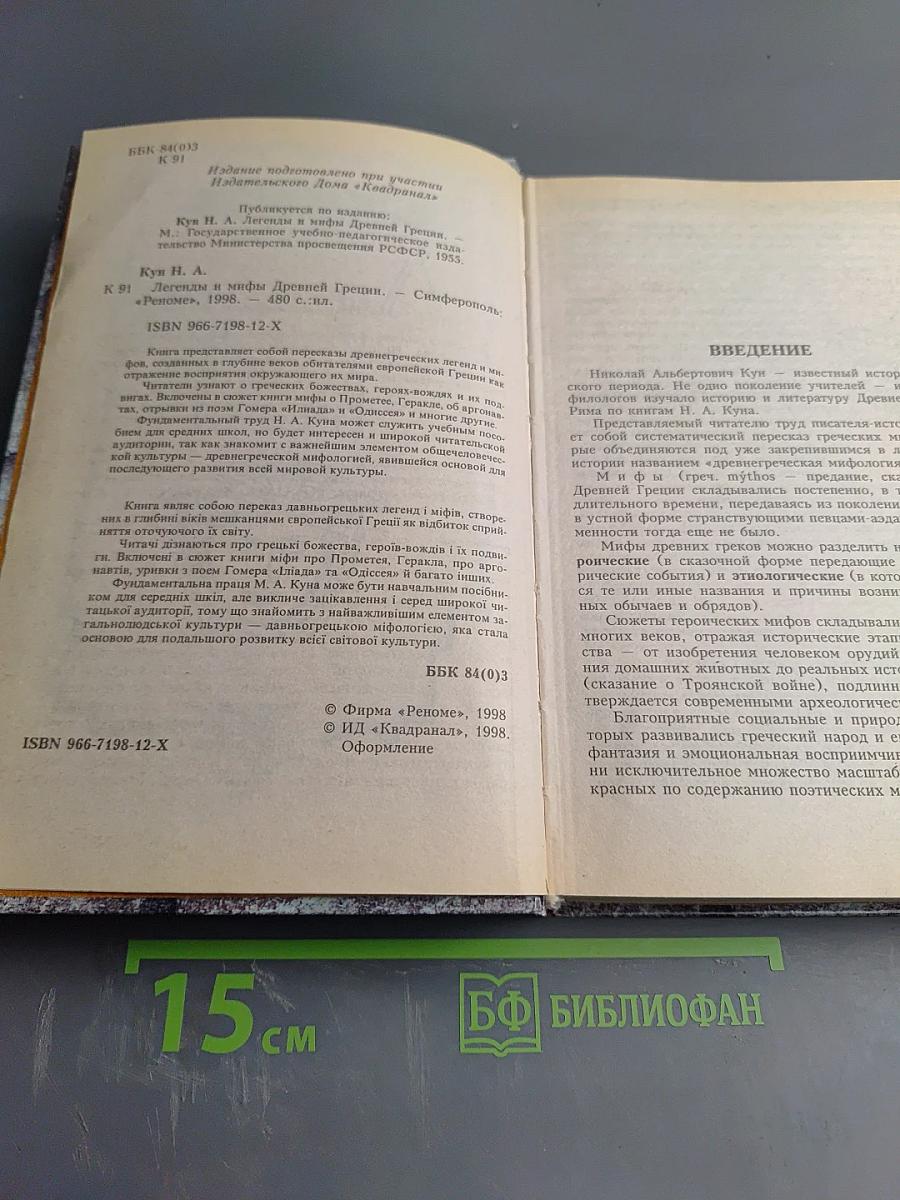 ББК 84(0)3
К 91
Издание подготовлено при участии
Издательского Дома «Квадранал»
Публикуется по изданию:
Кун Н. А. Легенды и мифы Древней Греции. —
М.: Государственное учебно-педагогическое изда-
тельство Министерства просвещения РСФСР, 1955.
Кун Н. А.
К 91 Легенды и мифы Древней Греции. — Симферополь:
«Реноме», 1998. — 480 с.:ил.
ISBN 966-7198-12-X
Книга представляет собой пересказы древнегреческих легенд и ми-
фов, созданных в глубине веков обитателями европейской Греции как
отражение восприятия окружающего их мира.
Читатели узнают о греческих божествах, героях-вождях и их под-
вигах. Включены в сюжет книги мифы о Прометее, Геракле, об аргонав-
тах, отрывки из поэм Гомера «Илиада» и «Одиссея» и многие другие.
Фундаментальный труд Н. А. Куна может служить учебным посо-
бием для средних школ, но будет интересен и широкой читательской
аудитории, так как знакомит с важнейшим элементом общечеловечес-
кой культуры — древнегреческой мифологией, явившейся основой для
последующего развития всей мировой культуры.
Книга являє собою переказ давньогрецьких легенд і міфів, створе-
них в глибині віків мешканцями європейської Греції як відбиток сприй-
няття оточуючого їх світу.
Читачі дізнаються про грецькі божества, героїв-вождів і їх подви-
ги. Включені в сюжет книги міфи про Прометея, Геракла, про арго-
навтів, уривки з поем Гомера «Іліада» та «Одіссея» й багато інших.
Фундаментальна праця М. А. Куна може бути навчальним посібни-
ком для середніх шкіл, але викличе зацікавлення і серед широкої чи-
тацької аудиторії, тому що знайомить з найважливішим елементом за-
гальнолюдської культури — давньогрецькою міфологією, яка стала
основою для подальшого розвитку всієї світової культури.
ББК 84(0)3
© Фирма «Реноме», 1998
© ИД «Квадранал», 1998.
Оформление
ISBN 966-7198-12-X
ВВЕДЕНИЕ
Николай Альбертович Кун — известный истор
ского периода. Не одно поколение учителей — и
филологов изучало историю и литературу Древне
Рима по книгам Н. А. Куна.
Представляемый читателю труд писателя-исто
ет собой систематический пересказ греческих ми
рые объединяются под уже закрепившимся в л
истории названием «древнегреческая мифология
Мифы (греч. mýthos — предание, ска
Древней Греции складывались постепенно, в т
длительного времени, передаваясь из поколени
в устной форме странствующими певцами-аэда
менности тогда еще не было.
Мифы древних греков можно разделить н
роические (в сказочной форме передающие
рические события) и этиологические (в кото
ся те или иные названия и причины возни
ных обычаев и обрядов).
Сюжеты героических мифов складывали
многих веков, отражая исторические этап
ства — от изобретения человеком орудий
ния домашних животных до реальных исто
(сказание о Троянской войне), подлинн
тверждается современными археологичес
Благоприятные социальные и природ
торых развивались греческий народ и е
фантазия и эмоциональная восприимчив
ни исключительное множество масштаб
красных по содержанию поэтических м
15 см
БФ БИБЛИОФАН